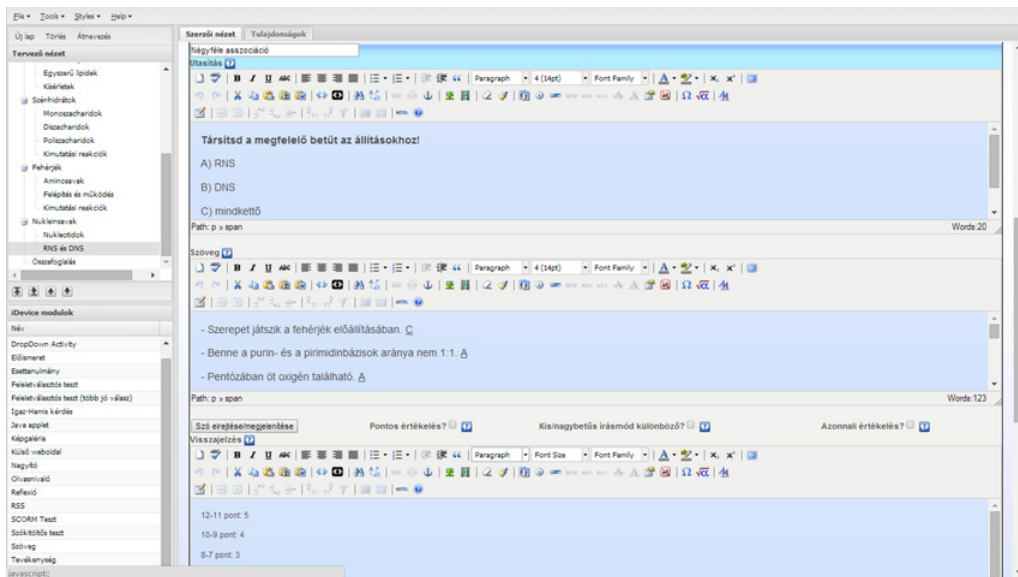 File Tools Styles Help
Új lap Törlés Átnevezés
Tervező nézet
Egyszerű lipidek
Kísérletek
Szénhidrátok
Monoszacharidok
Diszacharidok
Poliszacharidok
Kimutatási reakciók
Fehérjék
Aminosavak
Felépítés és működés
Kimutatási reakciók
Nukleinsavak
Nukleotidok
RNS és DNS
Összefoglalás
iDevice modulok
Név
DropDown Activity
Előismeret
Esettanulmány
Feleletválasztós teszt
Feleletválasztós teszt (több jó válasz)
Igaz-Hamis kérdés
Java applet
Képgaléria
Külső weboldal
Nagyító
Olvasnivaló
Reflexió
RSS
SCORM Teszt
Szókitöltős teszt
Szöveg
Tevékenység
javascript:;
Szerzői nézet Tulajdonságok
Négyféle asszociáció
Utasítás
Paragraph 4 (14pt) Font Family
HTML
Társítsd a megfelelő betűt az állításokhoz!
A) RNS
B) DNS
C) mindkettő
Path: p » span Words:20
Szöveg
Paragraph 4 (14pt) Font Family
HTML
- Szerepet játszik a fehérjék előállításában. C
- Benne a purin- és a pirimidinbázisok aránya nem 1:1. A
- Pentózában öt oxigén található. A
Path: p » span Words:123
Szó elrejtése/megjelenítése Pontos értékelés? Kis/nagybetűs írásmód különböző? Azonnali értékelés?
Visszajelzés
Paragraph Font Size Font Family
HTML
12-11 pont: 5
10-9 pont: 4
8-7 pont: 3